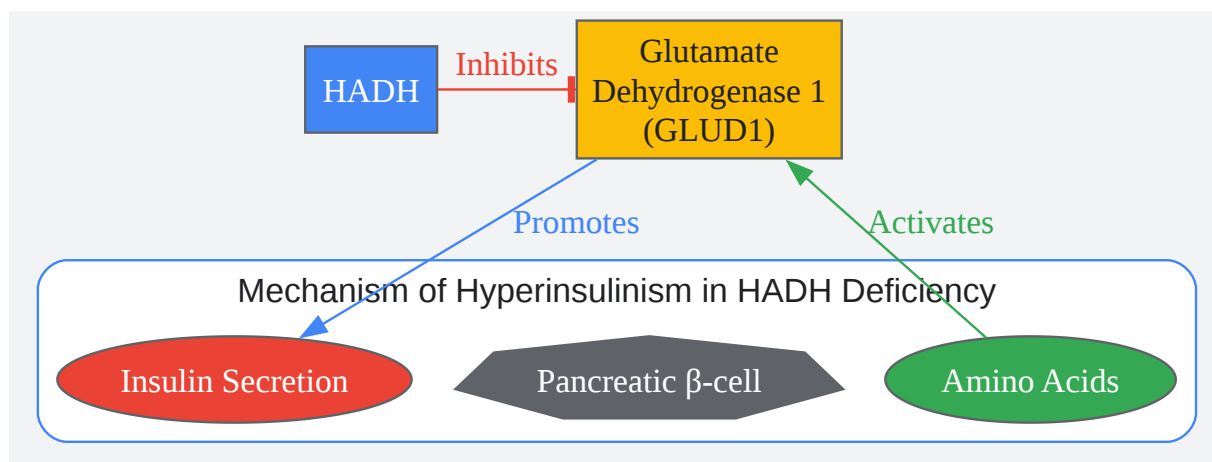 HADH
Inhibits
Glutamate
Dehydrogenase 1
(GLUD1)
Promotes
Activates
Mechanism of Hyperinsulinism in HADH Deficiency
Insulin Secretion
Pancreatic β-cell
Amino Acids